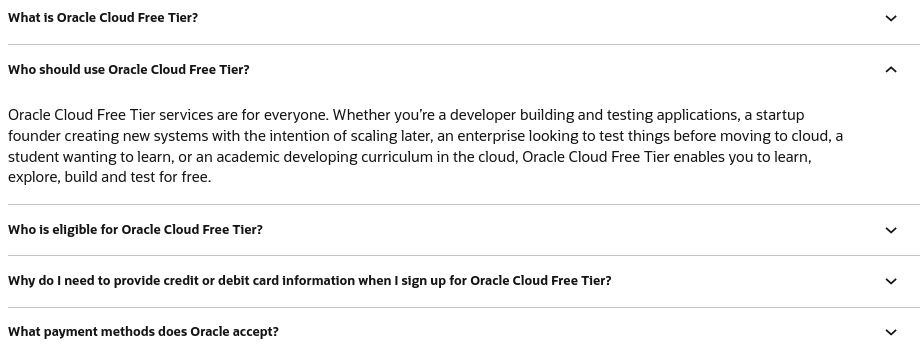 What is Oracle Cloud Free Tier?
Who should use Oracle Cloud Free Tier?
Oracle Cloud Free Tier services are for everyone. Whether you’re a developer building and testing applications, a startup
founder creating new systems with the intention of scaling later, an enterprise looking to test things before moving to cloud, a
student wanting to learn, or an academic developing curriculum in the cloud, Oracle Cloud Free Tier enables you to learn,
explore, build and test for free.
Who is eligible for Oracle Cloud Free Tier?
Why do I need to provide credit or debit card information when I sign up for Oracle Cloud Free Tier?
What payment methods does Oracle accept?